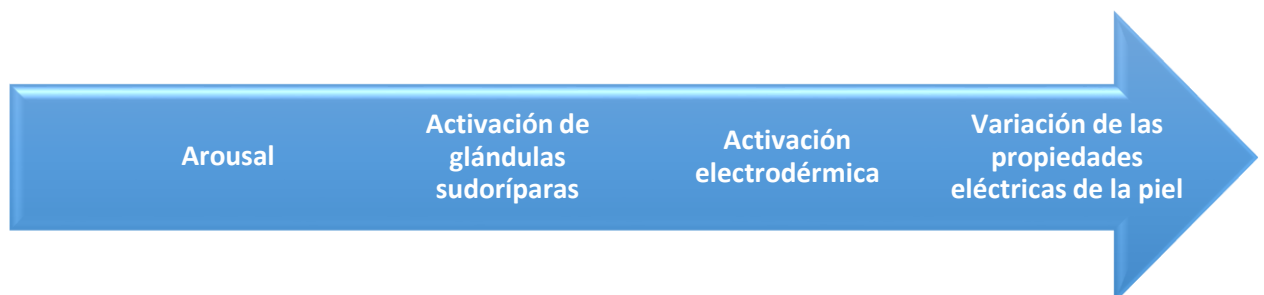 Arousal
Activación de
glándulas
sudoríparas
Activación
electrodérmica
Variación de las
propiedades
eléctricas de la piel